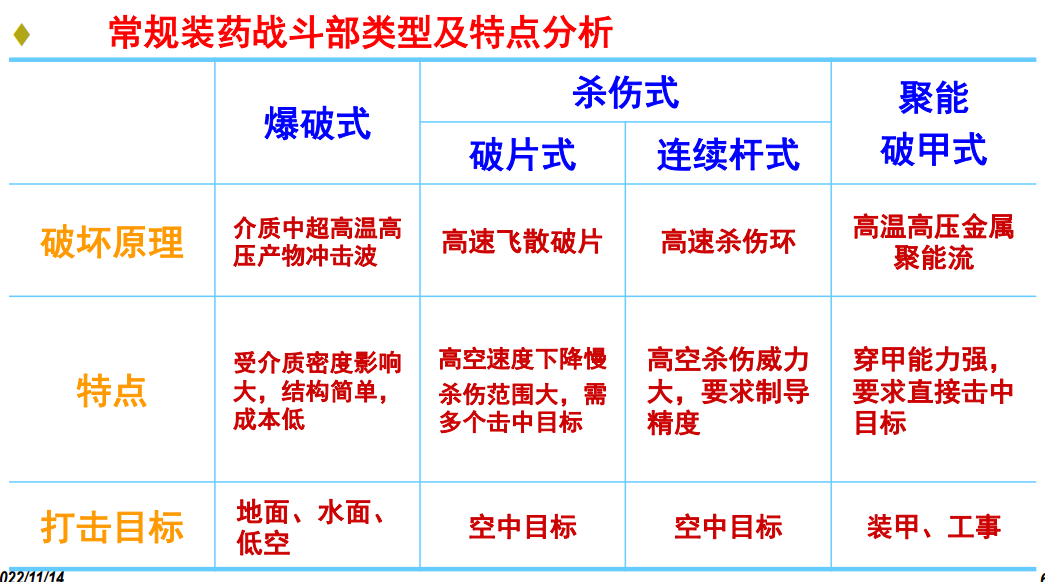 常规装药战斗部类型及特点分析
爆破式
杀伤式
破片式
连续杆式
聚能
破甲式
破坏原理
介质中超高温高
压产物冲击波
高速飞散破片
高速杀伤环
高温高压金属
聚能流
特点
受介质密度影响
大，结构简单，
成本低
高空速度下降慢
杀伤范围大，需
多个击中目标
高空杀伤威力
大，要求制导
精度
穿甲能力强，
要求直接击中
目标
打击目标
地面、水面、
低空
空中目标
空中目标
装甲、工事
022/11/14